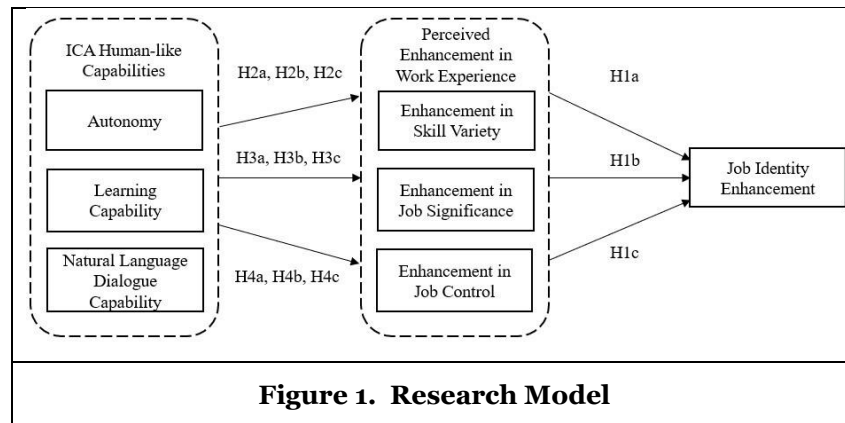 ICA Human-like
Capabilities
Autonomy
Learning
Capability
Natural Language
Dialogue
Capability
H2a, H2b, H2c
H3a, H3b, H3c
H4a, H4b, H4c
Perceived
Enhancement in
Work Experience
Enhancement in
Skill Variety
Enhancement in
Job Significance
Enhancement in
Job Control
H1a
H1b
H1c
Job Identity
Enhancement
Figure 1. Research Model